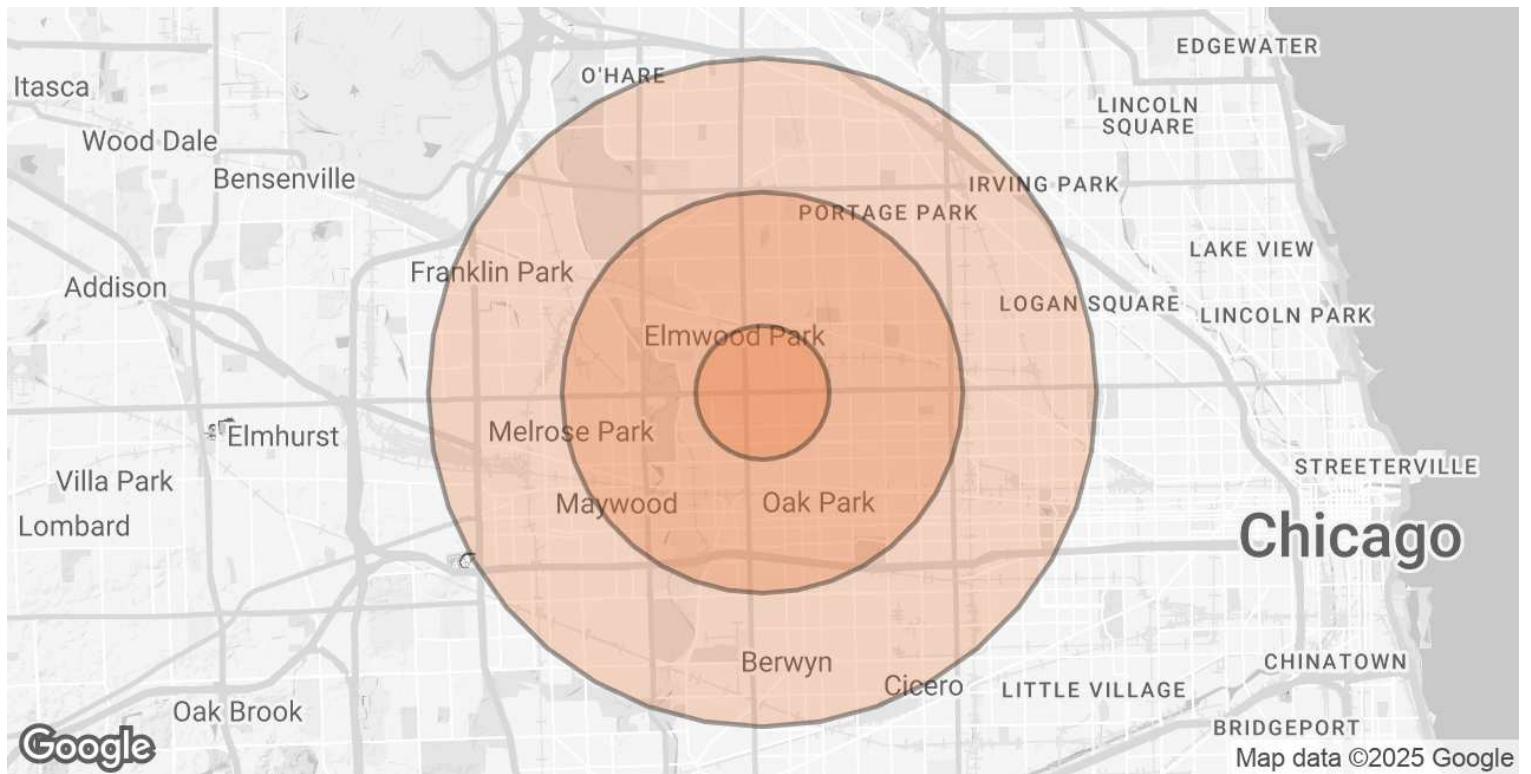 EDGEWATER
O'HARE
Itasca
LINCOLN
SQUARE
Wood Dale
Bensenville
IRVING PARK
PORTAGE PARK
LAKE VIEW
Franklin Park
Addison
LOGAN SQUARE
LINCOLN PARK
Elmwood Park
Melrose Park
Elmhurst
STREETERVILLE
Villa Park
Maywood
Oak Park
Lombard
Chicago
Berwyn
CHINATOWN
Cicero
LITTLE VILLAGE
Oak Brook
BRIDGEPORT
Google
Map data ©2025 Google